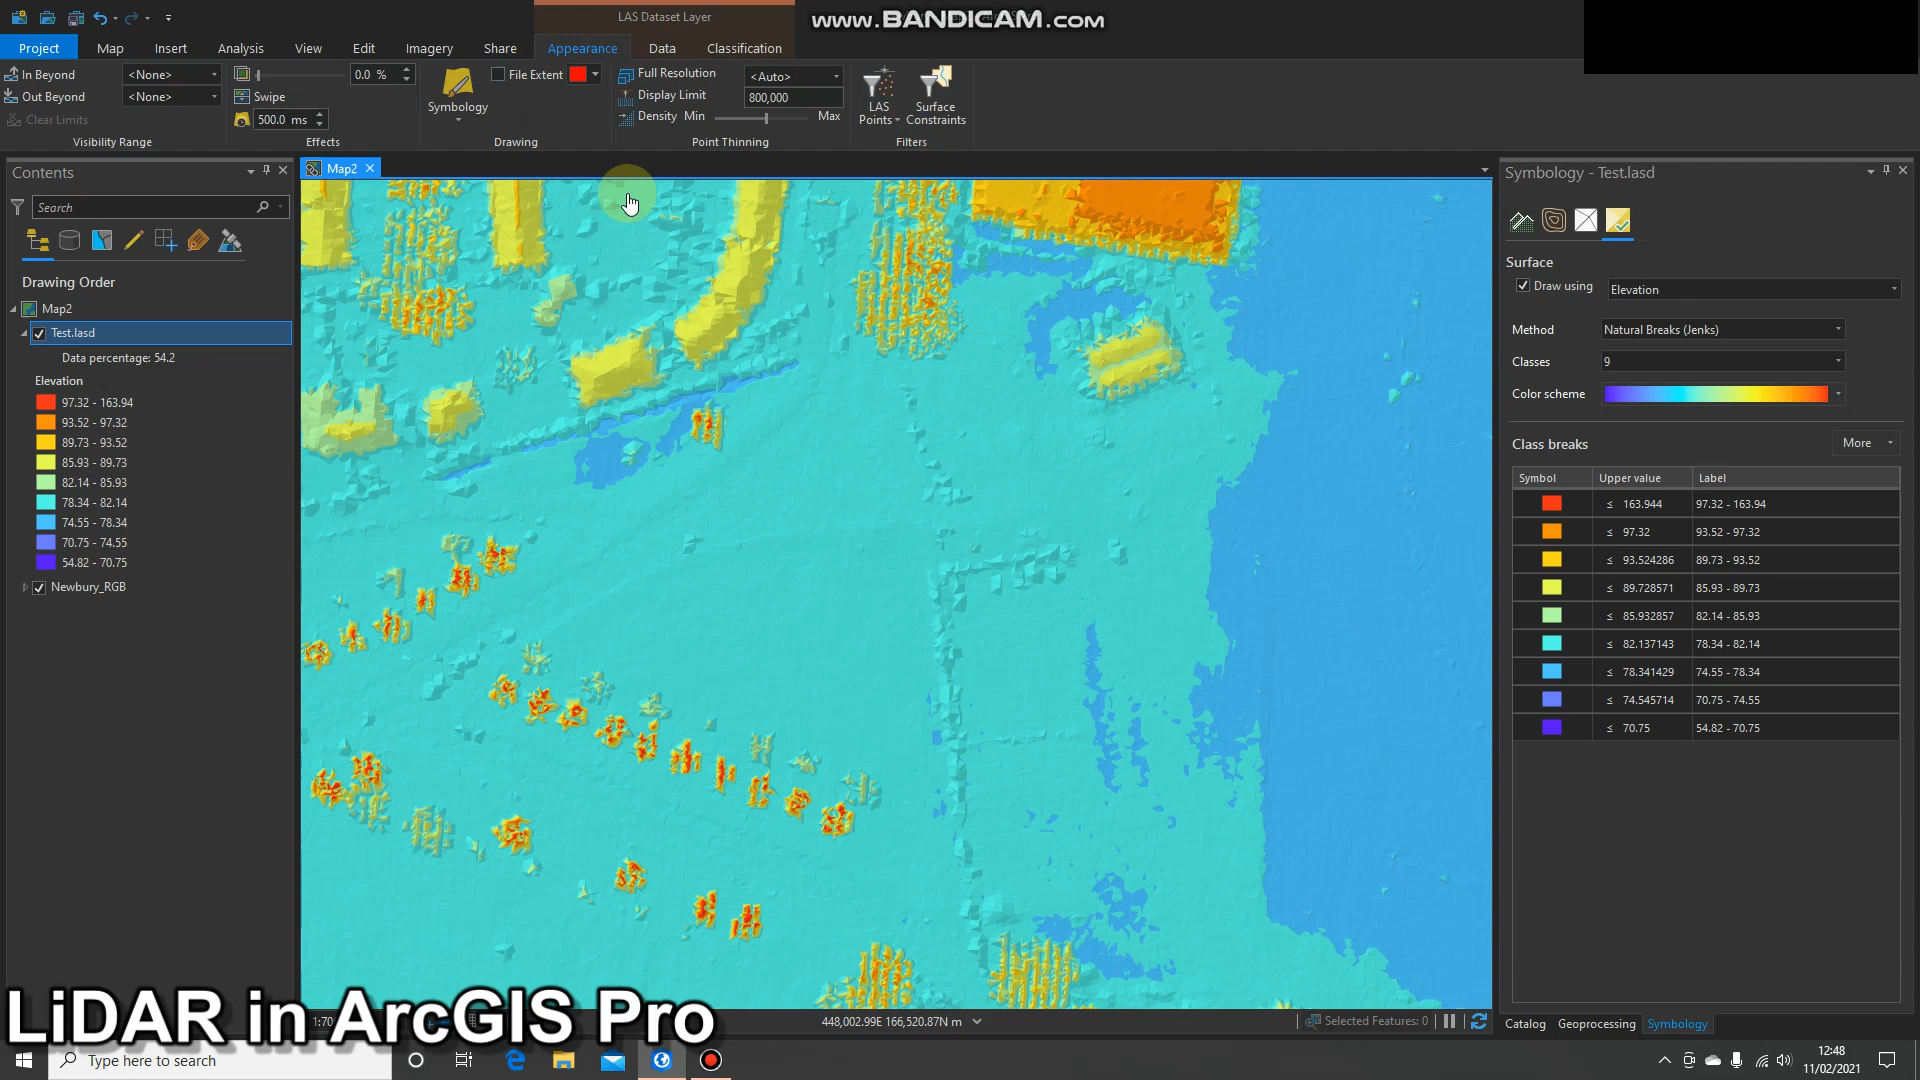 LAS Dataset Layer
www.BANDICAM.com
Project Map Insert Analysis View Edit Imagery Share Appearance Data Classification
In Beyond <None> 0.0 % File Extent Full Resolution <Auto>
Out Beyond <None> Swipe Symbology Display Limit 800,000 LAS Points Surface Constraints
Clear Limits 500.0 ms Density Min Max
Visibility Range Effects Drawing Point Thinning Filters
Contents
Map2
Symbology - Test.lasd
Search
Drawing Order
Map2
Test.lasd
Data percentage: 54.2
Elevation
97.32 - 163.94
93.52 - 97.32
89.73 - 93.52
85.93 - 89.73
82.14 - 85.93
78.34 - 82.14
74.55 - 78.34
70.75 - 74.55
54.82 - 70.75
Newbury_RGB
Surface
Draw using Elevation
Method Natural Breaks (Jenks)
Classes 9
Color scheme
Class breaks More
Symbol Upper value Label
≤ 163.944 97.32 - 163.94
≤ 97.32 93.52 - 97.32
≤ 93.524286 89.73 - 93.52
≤ 89.728571 85.93 - 89.73
≤ 85.932857 82.14 - 85.93
≤ 82.137143 78.34 - 82.14
≤ 78.341429 74.55 - 78.34
≤ 74.545714 70.75 - 74.55
≤ 70.75 54.82 - 70.75
LiDAR in ArcGIS Pro
448,002.99E 166,520.87N m
Selected Features: 0
Catalog Geoprocessing Symbology
Type here to search
12:48
11/02/2021